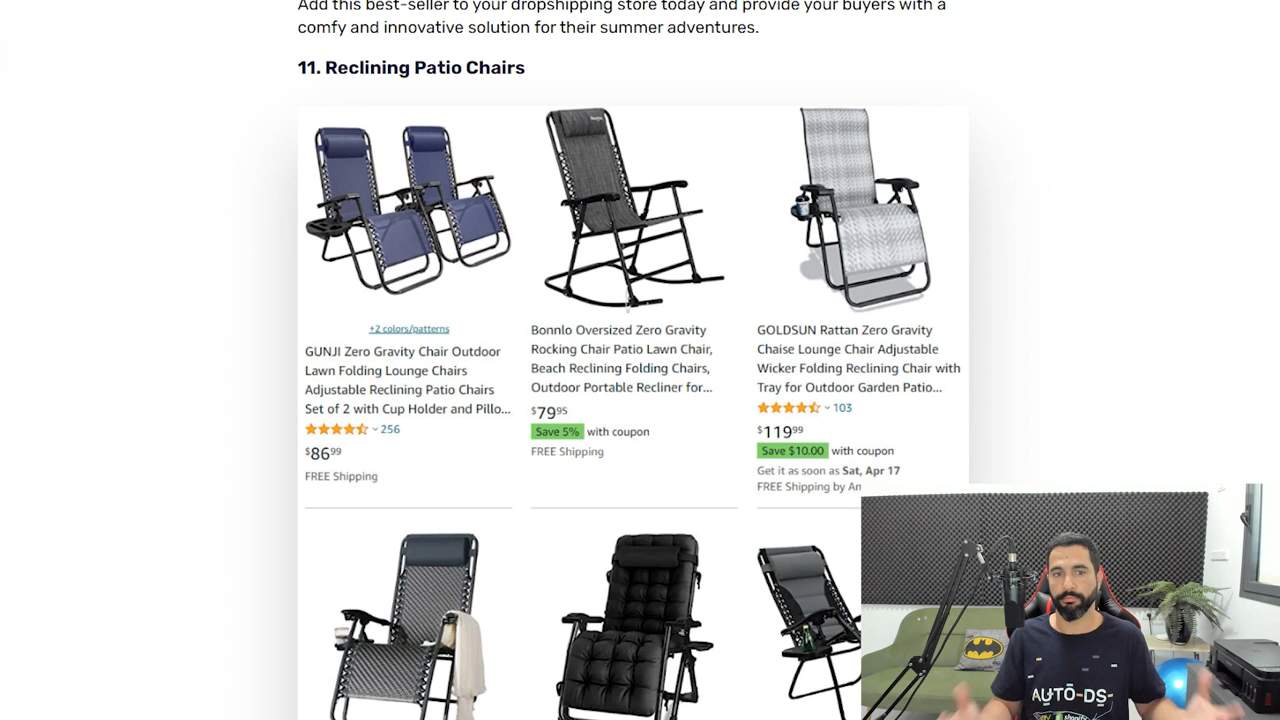 Add this best-seller to your dropshipping store today and provide your buyers with a
comfy and innovative solution for their summer adventures.
11. Reclining Patio Chairs
+2 colors/patterns
GUNJI Zero Gravity Chair Outdoor
Lawn Folding Lounge Chairs
Adjustable Reclining Patio Chairs
Set of 2 with Cup Holder and Pillo...
256
$86.99
FREE Shipping
Bonnlo Oversized Zero Gravity
Rocking Chair Patio Lawn Chair,
Beach Reclining Folding Chairs,
Outdoor Portable Recliner for...
$79.95
Save 5% with coupon
FREE Shipping
GOLDSUN Rattan Zero Gravity
Chaise Lounge Chair Adjustable
Wicker Folding Reclining Chair with
Tray for Outdoor Garden Patio...
103
$119.99
Save $10.00 with coupon
Get it as soon as Sat, Apr 17
FREE Shipping by
AUTO-DS
shopify